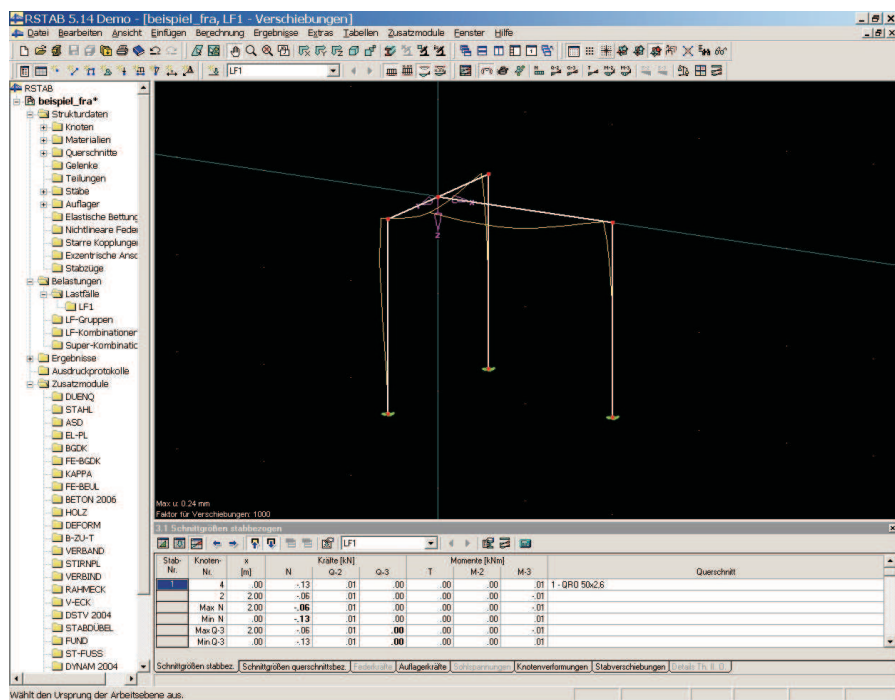 RSTAB 5.14 Demo - [beispiel_fra, LF1 - Verschiebungen]
Datei Bearbeiten Ansicht Einfügen Berechnung Ergebnisse Extras Tabellen Zusatzmodule Fenster Hilfe
LF1
RSTAB
beispiel_fra*
Strukturdaten
Knoten
Materialien
Querschnitte
Gelenke
Teilungen
Stäbe
Auflager
Elastische Bettung
Nichtlineare Feder
Starre Kopplungen
Exzentrische Ansc
Stabzüge
Belastungen
Lastfälle
LF1
LF-Gruppen
LF-Kombinationen
Super-Kombinatic
Ergebnisse
Ausdruckprotokolle
Zusatzmodule
DUENQ
STAHL
ASD
EL-PL
BGDK
FE-BGDK
KAPPA
FE-BEUL
BETON 2006
HOLZ
DEFORM
B-ZU-T
VERBAND
STIRNPL
VERBIND
RAHMECK
V-ECK
DSTV 2004
STABDÜBEL
FUND
ST-FUSS
DYNAM 2004
Y
X
Z
Max u: 0.24 mm
Faktor für Verschiebungen: 1000
3.1 Schnittgrößen stabbezogen
LF1
Stab- Knoten- x Kräfte [kN] Momente [kNm]
Nr. Nr. [m] N Q-2 Q-3 T M-2 M-3 Querschnitt
1 4 .00 -.13 .01 .00 .00 .00 .01 1 - QRO 50x2.6
2 2.00 -.06 .01 .00 .00 .00 -.01
Max N 2.00 -.06 .01 .00 .00 .00 -.01
Min N .00 -.13 .01 .00 .00 .00 .01
Max Q-3 2.00 -.06 .01 .00 .00 .00 -.01
Min Q-3 .00 -.13 .01 .00 .00 .00 .01
Schnittgrößen stabbez. Schnittgrößen querschnittsbez. Federkräfte Auflagerkräfte Sohlspannungen Knotenverformungen Stabverschiebungen Details Th. II. O.
Wählt den Ursprung der Arbeitsebene aus.